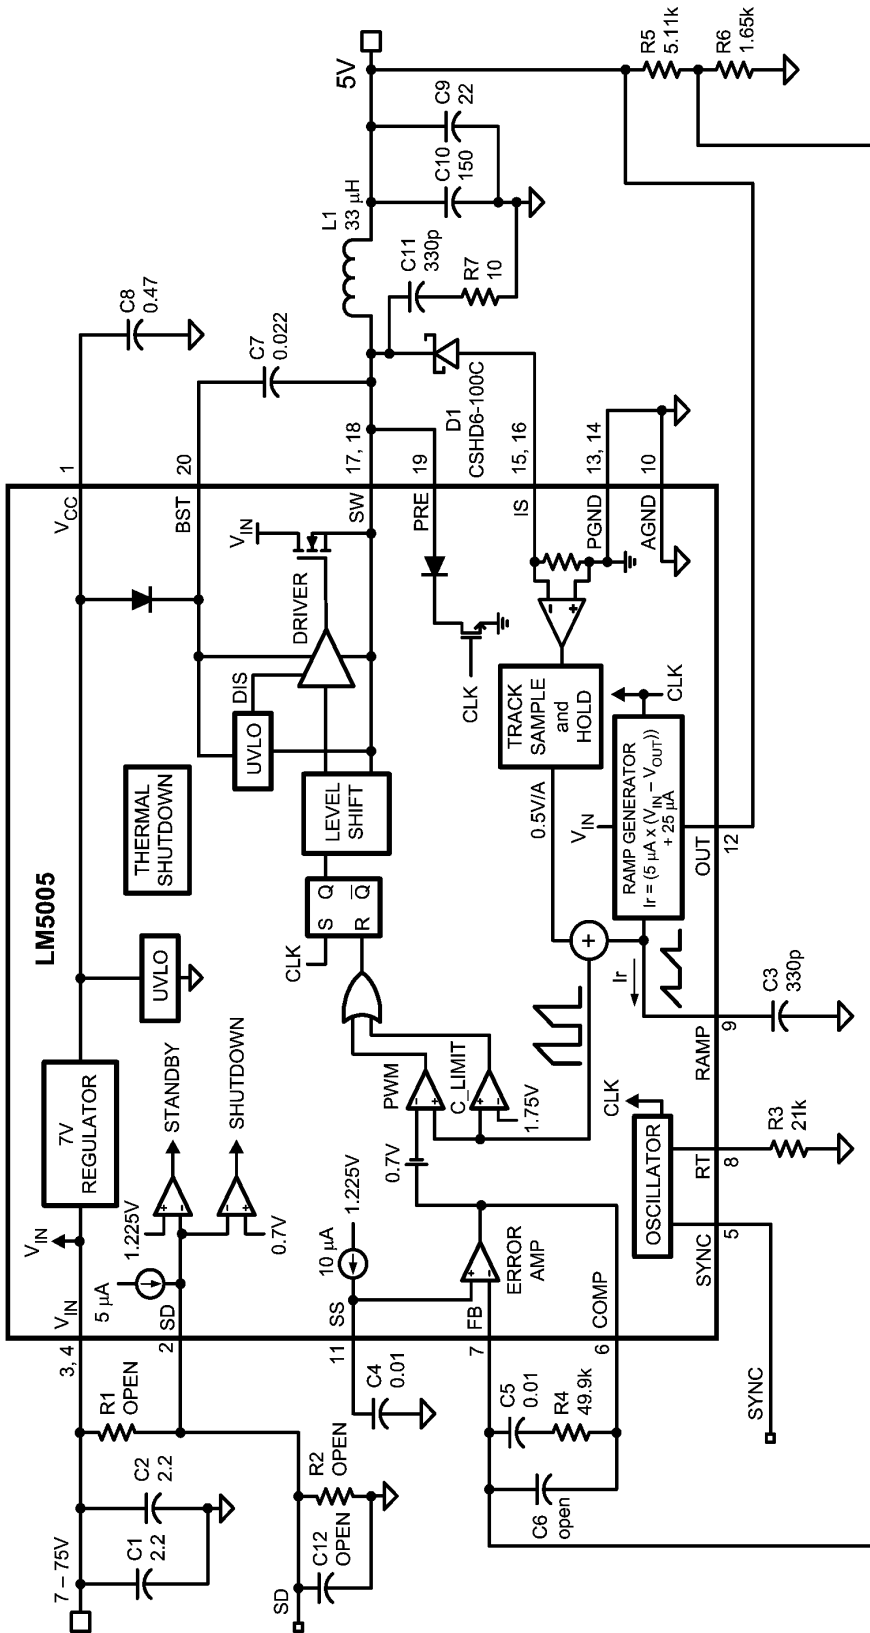 LM5005
7 – 75V
C1
2.2
C2
2.2
R1
OPEN
3, 4
V_IN
V_IN
7V
REGULATOR
UVLO
THERMAL
SHUTDOWN
V_CC
1
C8
0.47
SD
C12
OPEN
R2
OPEN
2
SD
5 μA
1.225V
STANDBY
SHUTDOWN
0.7V
+
-
-
+
UVLO
DIS
DRIVER
V_IN
BST
20
C7
0.022
L1
33 μH
5V
SW
17, 18
CLK
S Q
R Q̅
LEVEL
SHIFT
CLK
PRE
19
D1
CSHD6-100C
C11
330p
R7
10
C10
150
C9
22
R5
5.11k
R6
1.65k
11
SS
10 μA
1.225V
C4
0.01
7
FB
+
-
ERROR
AMP
0.7V
PWM
-
+
C_LIMIT
+
-
1.75V
TRACK
SAMPLE
and
HOLD
0.5V/A
-
+
IS
15, 16
PGND
13, 14
AGND
10
C5
0.01
R4
49.9k
C6
open
6
COMP
+
Ir
V_IN
RAMP GENERATOR
Ir = (5 μA x (V_IN – V_OUT))
+ 25 μA
CLK
OSCILLATOR
CLK
SYNC
SYNC
5
RT
8
R3
21k
RAMP
9
C3
330p
OUT
12